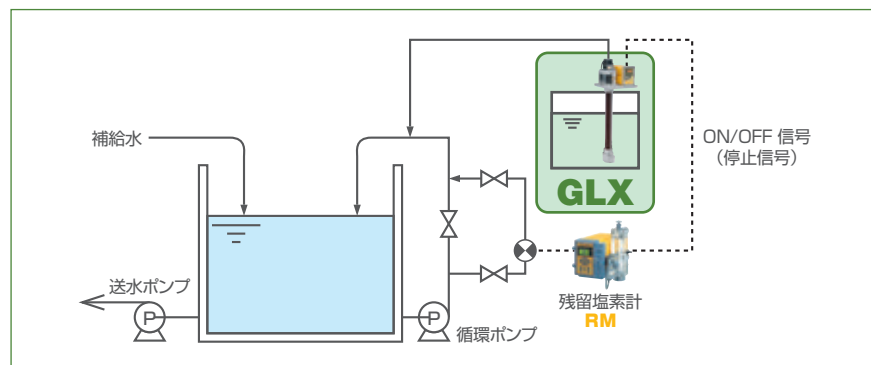 補給水
送水ポンプ
P
P
循環ポンプ
GLX
ON/OFF 信号
（停止信号）
残留塩素計
RM